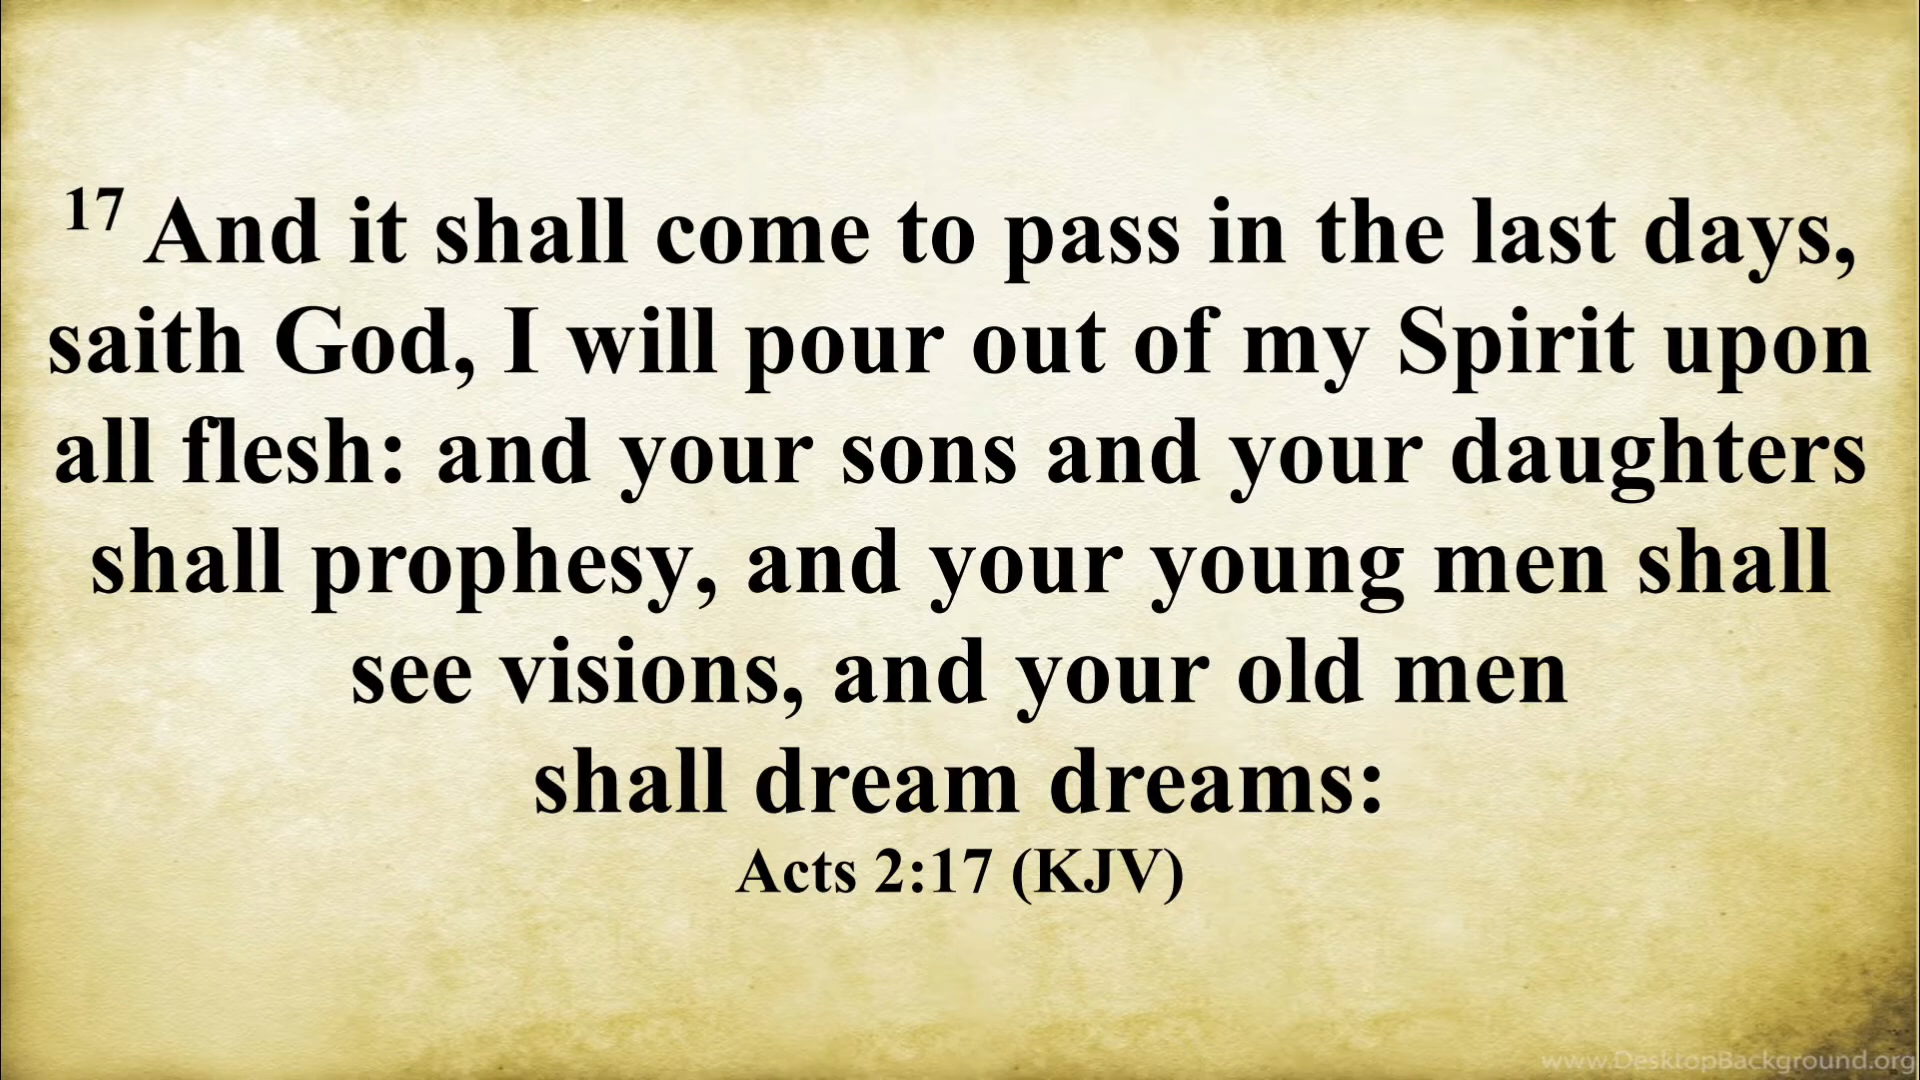 17 And it shall come to pass in the last days,
saith God, I will pour out of my Spirit upon
all flesh: and your sons and your daughters
shall prophesy, and your young men shall
see visions, and your old men
shall dream dreams:
Acts 2:17 (KJV)
www.DesktopBackground.org